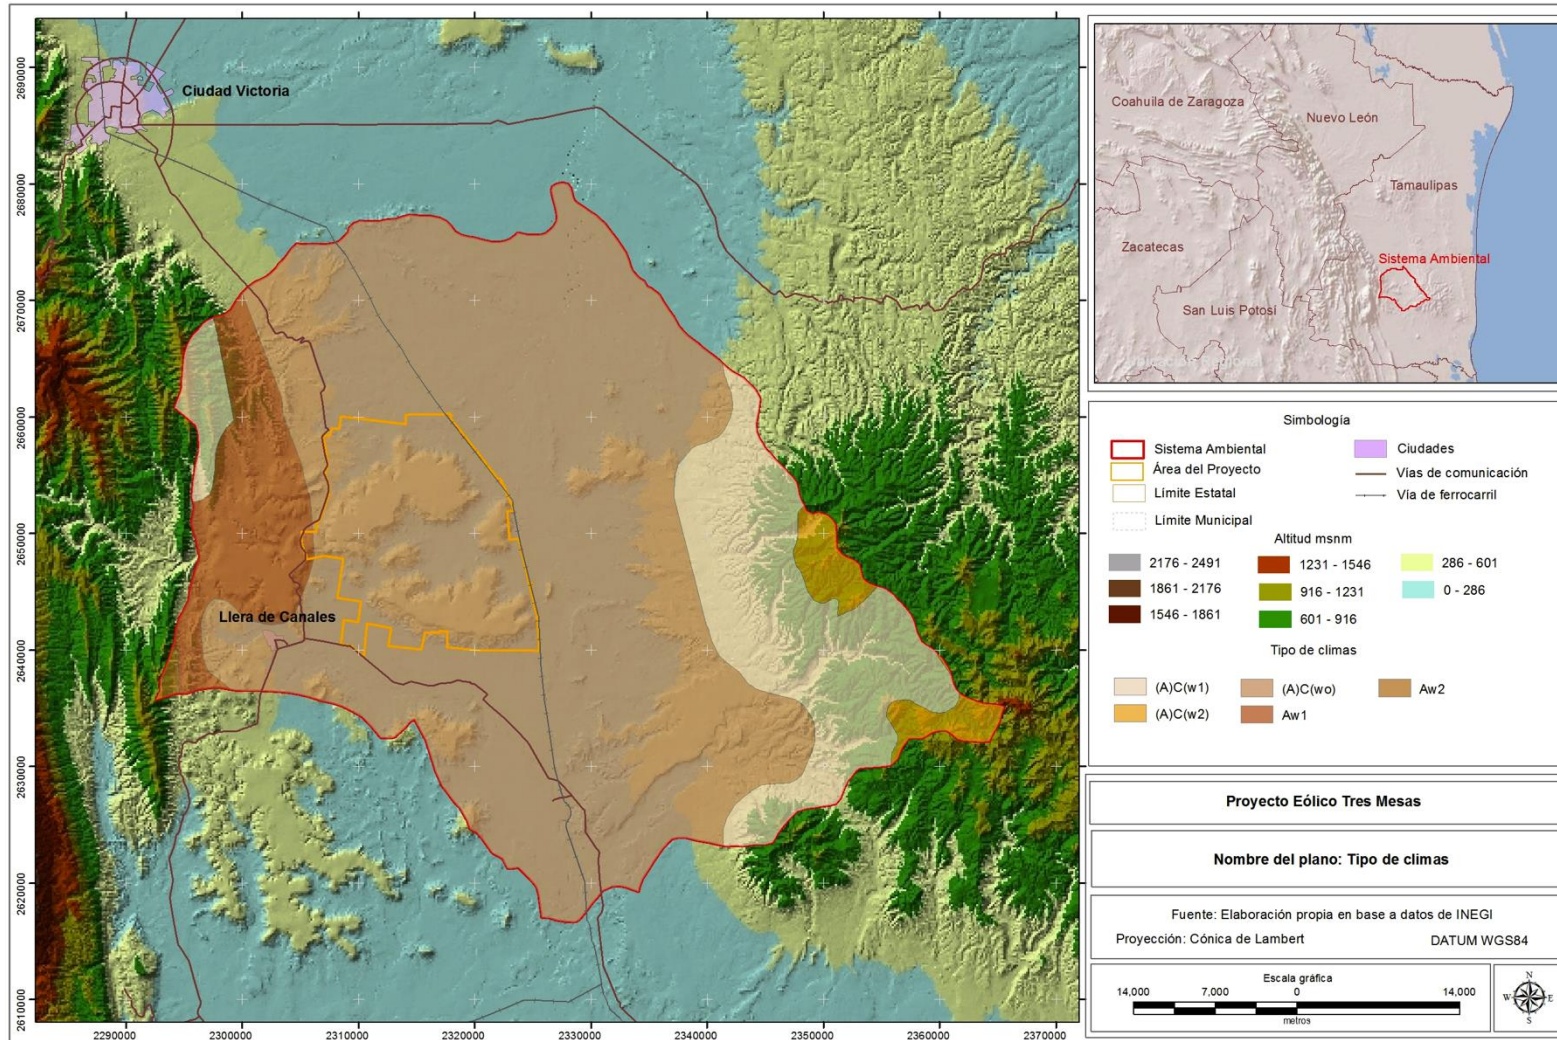 Ciudad Victoria
Llera de Canales
2690000
2680000
2670000
2660000
2650000
2640000
2630000
2620000
2610000
2290000
2300000
2310000
2320000
2330000
2340000
2350000
2360000
2370000
Coahuila de Zaragoza
Nuevo León
Tamaulipas
Zacatecas
Sistema Ambiental
San Luis Potosí
Simbología
Sistema Ambiental
Ciudades
Área del Proyecto
Vías de comunicación
Límite Estatal
Vía de ferrocarril
Límite Municipal
Altitud msnm
2176 - 2491
1231 - 1546
286 - 601
1861 - 2176
916 - 1231
0 - 286
1546 - 1861
601 - 916
Tipo de climas
(A)C(w1)
(A)C(wo)
Aw2
(A)C(w2)
Aw1
Proyecto Eólico Tres Mesas
Nombre del plano: Tipo de climas
Fuente: Elaboración propia en base a datos de INEGI
Proyección: Cónica de Lambert DATUM WGS84
Escala gráfica
14,000 7,000 0 14,000
metros
N
W E
S